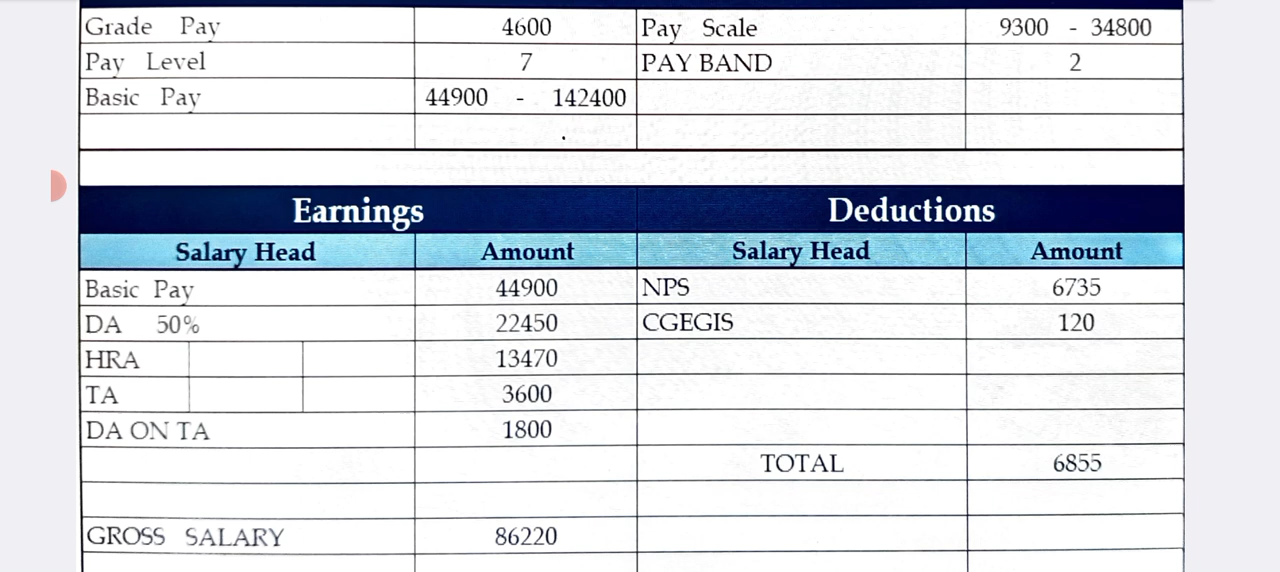 Grade Pay 4600 Pay Scale 9300 - 34800
Pay Level 7 PAY BAND 2
Basic Pay 44900 - 142400
Earnings Deductions
Salary Head Amount Salary Head Amount
Basic Pay 44900 NPS 6735
DA 50% 22450 CGEGIS 120
HRA 13470
TA 3600
DA ON TA 1800
TOTAL 6855
GROSS SALARY 86220